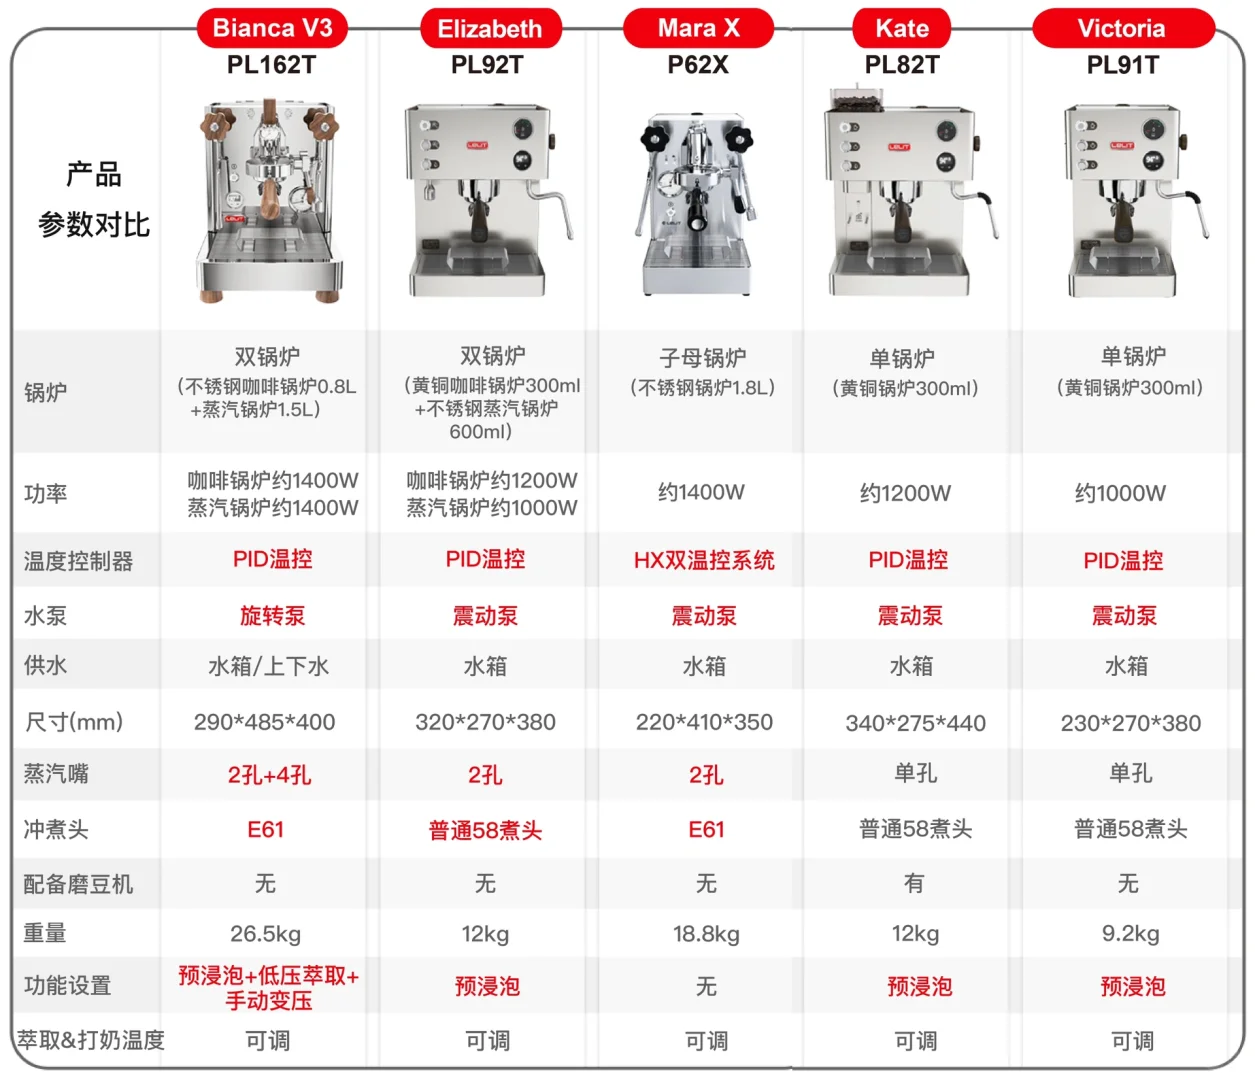 Bianca V3 Elizabeth Mara X Kate Victoria
PL162T PL92T P62X PL82T PL91T
产品
参数对比
LELIT LELIT LELIT LELIT LELIT
锅炉 双锅炉 双锅炉 子母锅炉 单锅炉 单锅炉
(不锈钢咖啡锅炉0.8L (黄铜咖啡锅炉300ml (不锈钢锅炉1.8L) (黄铜锅炉300ml) (黄铜锅炉300ml)
+蒸汽锅炉1.5L) +不锈钢蒸汽锅炉
600ml)
功率 咖啡锅炉约1400W 咖啡锅炉约1200W 约1400W 约1200W 约1000W
蒸汽锅炉约1400W 蒸汽锅炉约1000W
温度控制器 PID温控 PID温控 HX双温控系统 PID温控 PID温控
水泵 旋转泵 震动泵 震动泵 震动泵 震动泵
供水 水箱/上下水 水箱 水箱 水箱 水箱
尺寸(mm) 290*485*400 320*270*380 220*410*350 340*275*440 230*270*380
蒸汽嘴 2孔+4孔 2孔 2孔 单孔 单孔
冲煮头 E61 普通58煮头 E61 普通58煮头 普通58煮头
配备磨豆机 无 无 无 有 无
重量 26.5kg 12kg 18.8kg 12kg 9.2kg
功能设置 预浸泡+低压萃取+ 预浸泡 无 预浸泡 预浸泡
手动变压
萃取&打奶温度 可调 可调 可调 可调 可调